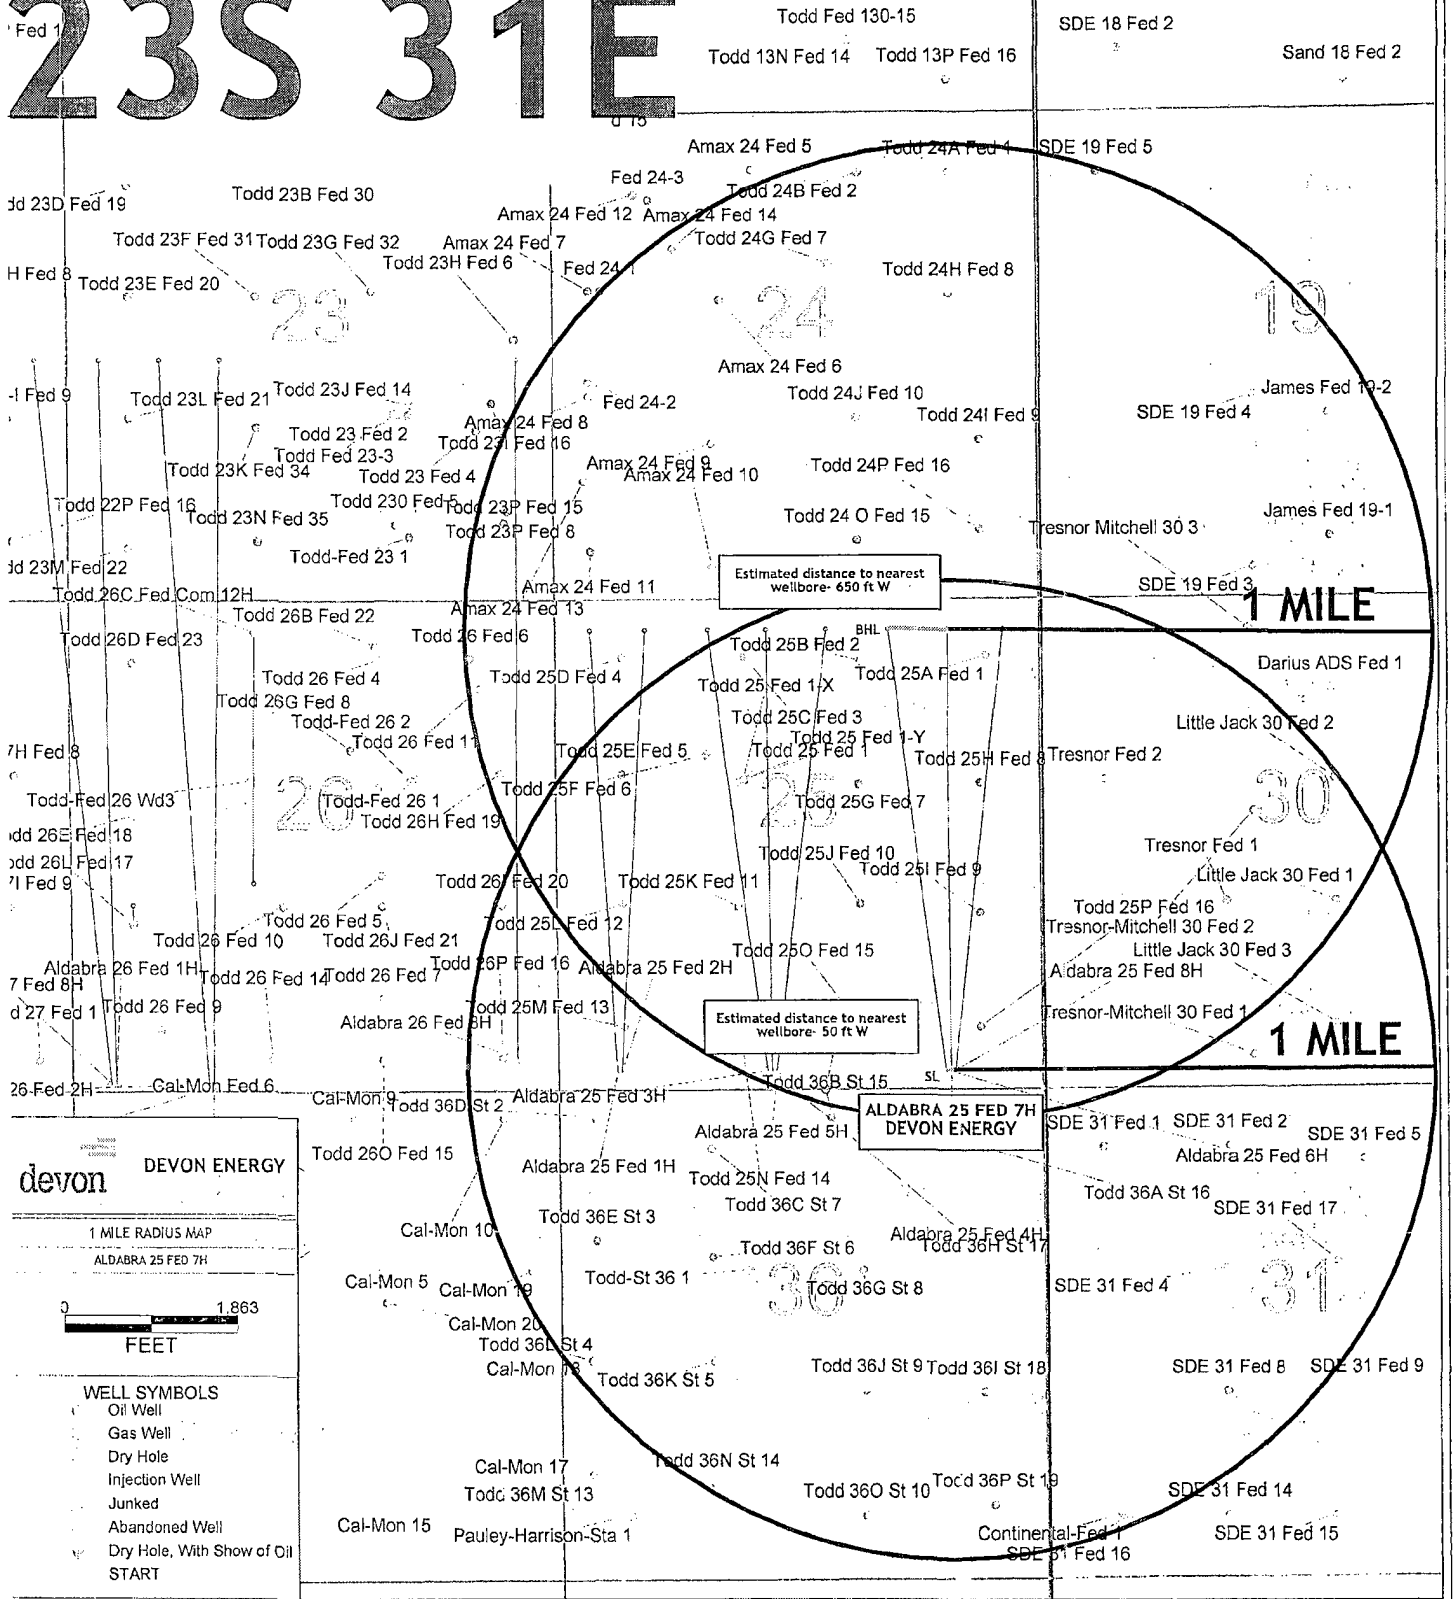 23S 31E
Fed 1
Todd Fed 130-15
SDE 18 Fed 2
Todd 13N Fed 14
Todd 13P Fed 16
Sand 18 Fed 2
Amax 24 Fed 5
Todd 24A Fed 1
SDE 19 Fed 5
Fed 24-3
Todd 24B Fed 2
dd 23D Fed 19
Todd 23B Fed 30
Amax 24 Fed 12
Amax 24 Fed 14
Todd 23F Fed 31
Todd 23G Fed 32
Amax 24 Fed 7
Todd 24G Fed 7
Todd 23H Fed 6
Fed 24-1
Todd 24H Fed 8
H Fed 8
Todd 23E Fed 20
23
24
19
Amax 24 Fed 6
-I Fed 9
Todd 23L Fed 21
Todd 23J Fed 14
Fed 24-2
Todd 24J Fed 10
Todd 24I Fed 9
SDE 19 Fed 4
James Fed 19-2
Amax 24 Fed 8
Todd 23 Fed 2
Todd 23I Fed 16
Todd Fed 23-3
Todd 23K Fed 34
Todd 23 Fed 4
Amax 24 Fed 9
Amax 24 Fed 10
Todd 24P Fed 16
Todd 22P Fed 16
Todd 23O Fed 5
Todd 23P Fed 15
Todd 23N Fed 35
Todd 23P Fed 8
Todd 24 O Fed 15
James Fed 19-1
Tresnor Mitchell 30 3
Todd-Fed 23 1
dd 23M Fed 22
Estimated distance to nearest
wellbore- 650 ft W
Amax 24 Fed 11
SDE 19 Fed 3
Todd 26C Fed Com 12H
Amax 24 Fed 13
1 MILE
Todd 26B Fed 22
Todd 26D Fed 23
Todd 26 Fed 6
BHL
Todd 25B Fed 2
Darius ADS Fed 1
Todd 26 Fed 4
Todd 25D Fed 4
Todd 25A Fed 1
Todd 25 Fed 1-X
Todd 26G Fed 8
Todd-Fed 26 2
Todd 25C Fed 3
Little Jack 30 Fed 2
Todd 26 Fed 11
Todd 25 Fed 1-Y
7H Fed 8
Todd 25E Fed 5
Todd 25 Fed 1
Todd 25H Fed 8
Tresnor Fed 2
Todd 25F Fed 6
26
25
30
Todd-Fed 26 Wd3
Todd-Fed 26 1
Todd 25G Fed 7
Todd 26H Fed 19
dd 26E Fed 18
Tresnor Fed 1
odd 26L Fed 17
Todd 25J Fed 10
Todd 25I Fed 9
Little Jack 30 Fed 1
7I Fed 9
Todd 26I Fed 20
Todd 25K Fed 11
Todd 26 Fed 5
Todd 25L Fed 12
Todd 25P Fed 16
Tresnor-Mitchell 30 Fed 2
Todd 26 Fed 10
Todd 26J Fed 21
Todd 25O Fed 15
Little Jack 30 Fed 3
Aldabra 26 Fed 1H
Todd 26 Fed 14
Todd 26 Fed 7
Todd 26P Fed 16
Aldabra 25 Fed 2H
Aldabra 25 Fed 8H
7 Fed 8H
d 27 Fed 1
Todd 26 Fed 9
Todd 25M Fed 13
Aldabra 26 Fed 8H
Estimated distance to nearest
wellbore- 50 ft W
Tresnor-Mitchell 30 Fed 1
1 MILE
SL
26 Fed 2H
Cal-Mon Fed 6
Todd 36B St 15
Cal-Mon 9
Todd 36D St 2
Aldabra 25 Fed 3H
ALDABRA 25 FED 7H
DEVON ENERGY
Aldabra 25 Fed 5H
SDE 31 Fed 1
SDE 31 Fed 2
SDE 31 Fed 5
devon
DEVON ENERGY
Todd 26O Fed 15
Aldabra 25 Fed 1H
Aldabra 25 Fed 6H
Todd 25N Fed 14
Todd 36A St 16
Todd 36C St 7
SDE 31 Fed 17
1 MILE RADIUS MAP
Cal-Mon 10
Todd 36E St 3
Aldabra 25 Fed 4H
Todd 36H St 17
ALDABRA 25 FED 7H
Todd 36F St 6
Cal-Mon 5
Cal-Mon 19
Todd-St 36 1
36
Todd 36G St 8
SDE 31 Fed 4
31
0 1,863
FEET
Cal-Mon 20
Todd 36L St 4
Cal-Mon 18
Todd 36K St 5
Todd 36J St 9
Todd 36I St 18
SDE 31 Fed 8
SDE 31 Fed 9
WELL SYMBOLS
Oil Well
Gas Well
Dry Hole
Injection Well
Junked
Abandoned Well
Dry Hole, With Show of Oil
START
Cal-Mon 17
Todd 36N St 14
Todd 36M St 13
Todd 36O St 10
Todd 36P St 19
SDE 31 Fed 14
Cal-Mon 15
Pauley-Harrison-Sta 1
Continental-Fed 1
SDE 31 Fed 15
SDE 31 Fed 16